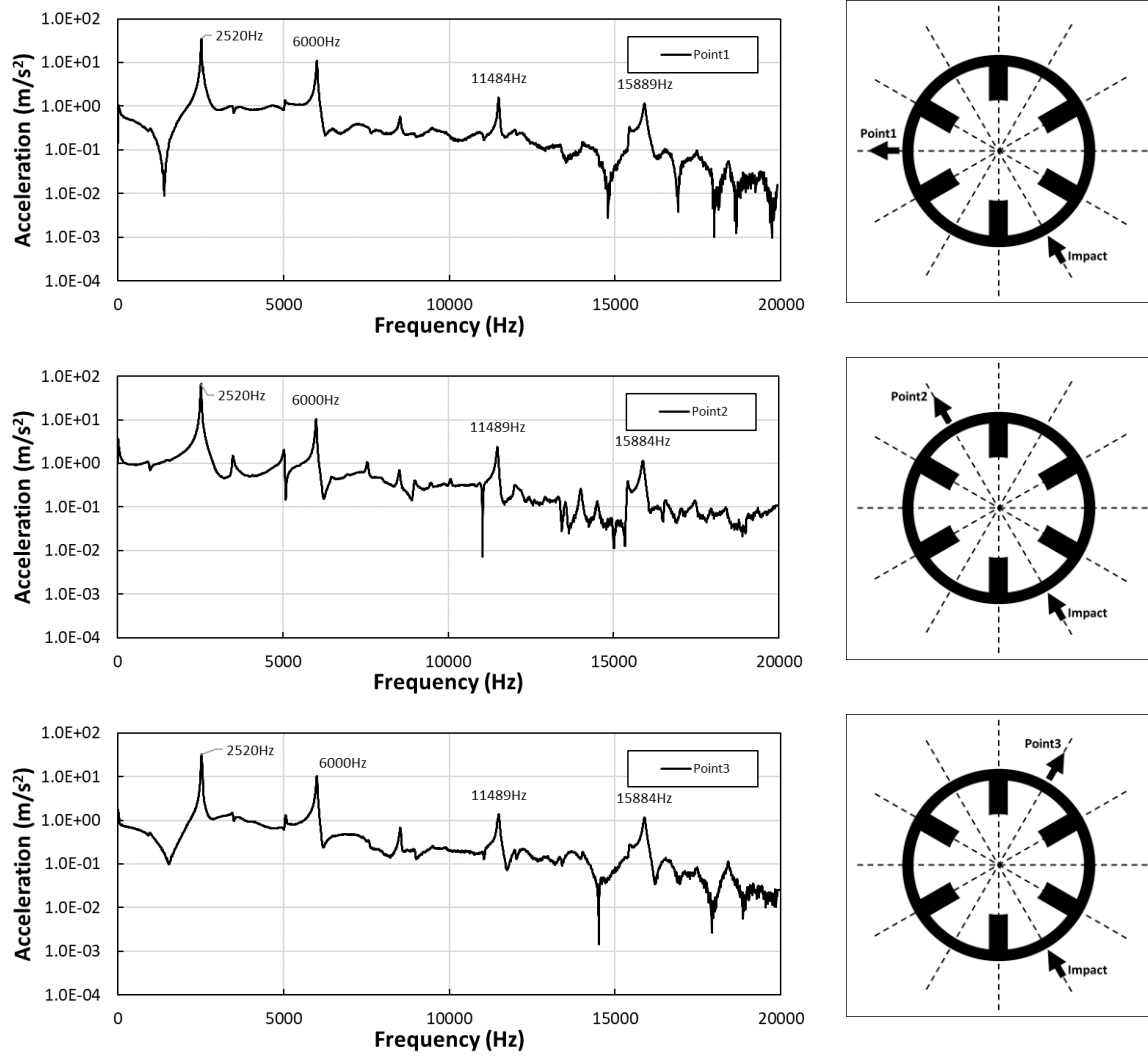 1.0E+02
1.0E+01
1.0E+00
1.0E-01
1.0E-02
1.0E-03
1.0E-04
Acceleration (m/s²)
2520Hz
6000Hz
11484Hz
15889Hz
Point1
0
5000
10000
15000
20000
Frequency (Hz)
Point1
Impact
1.0E+02
1.0E+01
1.0E+00
1.0E-01
1.0E-02
1.0E-03
1.0E-04
Acceleration (m/s²)
2520Hz
6000Hz
11489Hz
15884Hz
Point2
0
5000
10000
15000
20000
Frequency (Hz)
Point2
Impact
1.0E+02
1.0E+01
1.0E+00
1.0E-01
1.0E-02
1.0E-03
1.0E-04
Acceleration (m/s²)
2520Hz
6000Hz
11489Hz
15884Hz
Point3
0
5000
10000
15000
20000
Frequency (Hz)
Point3
Impact